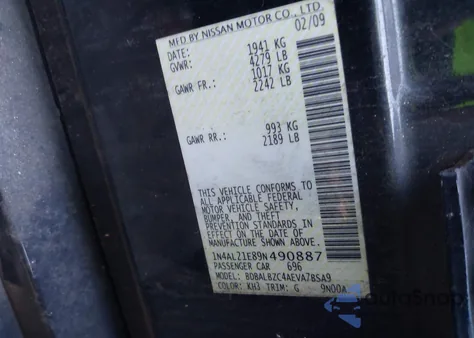 MFD BY NISSAN MOTOR CO., LTD.
DATE: 02/09
GVWR: 1941 KG
4279 LB
GAWR FR.: 1017 KG
2242 LB
GAWR RR.: 993 KG
2189 LB
THIS VEHICLE CONFORMS TO
ALL APPLICABLE FEDERAL
MOTOR VEHICLE SAFETY,
BUMPER, AND THEFT
PREVENTION STANDARDS IN
EFFECT ON THE DATE OF
MANUFACTURE SHOWN ABOVE.
1N4AL21E89N490887
PASSENGER CAR 696
MODEL: BDBALBZC4AEVA7BSA9
COLOR: KH3 TRIM: G 9N00A
AutoSnap